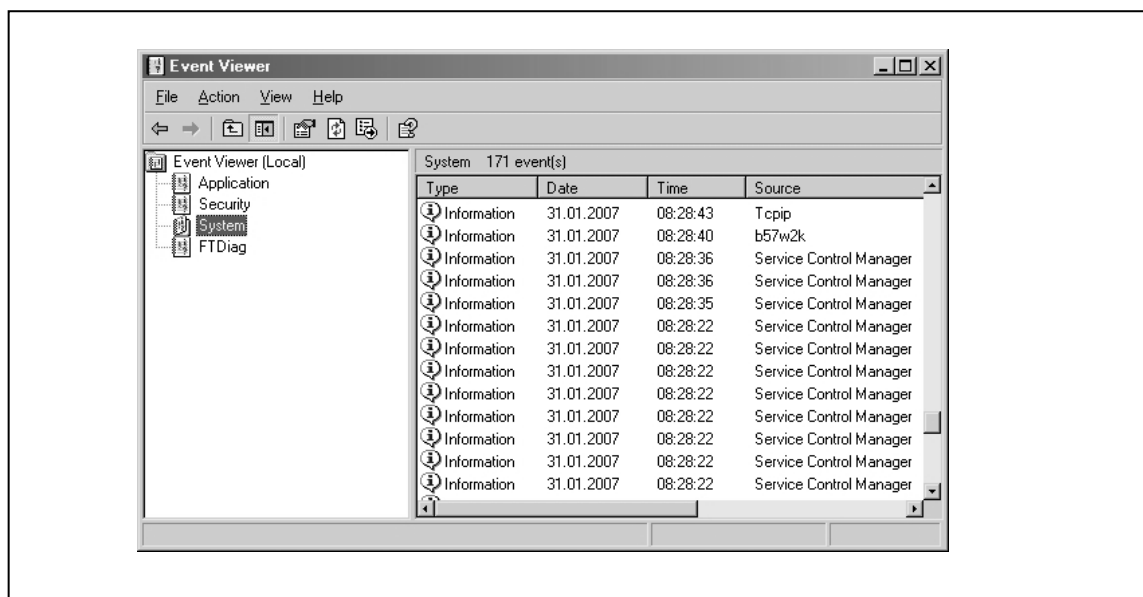 Event Viewer
File Action View Help
Event Viewer (Local)
Application
Security
System
FTDiag
System 171 event(s)
Type Date Time Source
Information 31.01.2007 08:28:43 Tcpip
Information 31.01.2007 08:28:40 b57w2k
Information 31.01.2007 08:28:36 Service Control Manager
Information 31.01.2007 08:28:36 Service Control Manager
Information 31.01.2007 08:28:35 Service Control Manager
Information 31.01.2007 08:28:22 Service Control Manager
Information 31.01.2007 08:28:22 Service Control Manager
Information 31.01.2007 08:28:22 Service Control Manager
Information 31.01.2007 08:28:22 Service Control Manager
Information 31.01.2007 08:28:22 Service Control Manager
Information 31.01.2007 08:28:22 Service Control Manager
Information 31.01.2007 08:28:22 Service Control Manager
Information 31.01.2007 08:28:22 Service Control Manager